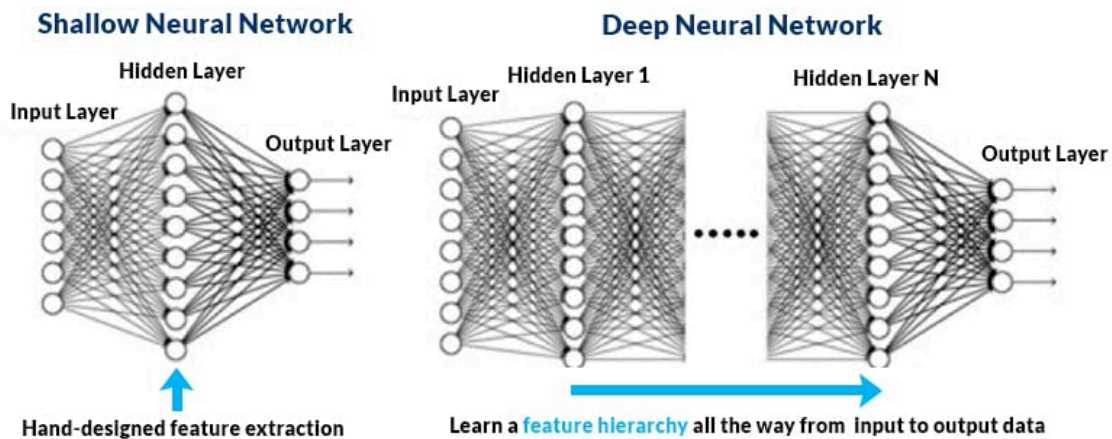 Shallow Neural Network
Deep Neural Network
Hidden Layer
Input Layer
Output Layer
Hidden Layer 1
Hidden Layer N
Input Layer
Output Layer
Hand-designed feature extraction
Learn a feature hierarchy all the way from input to output data